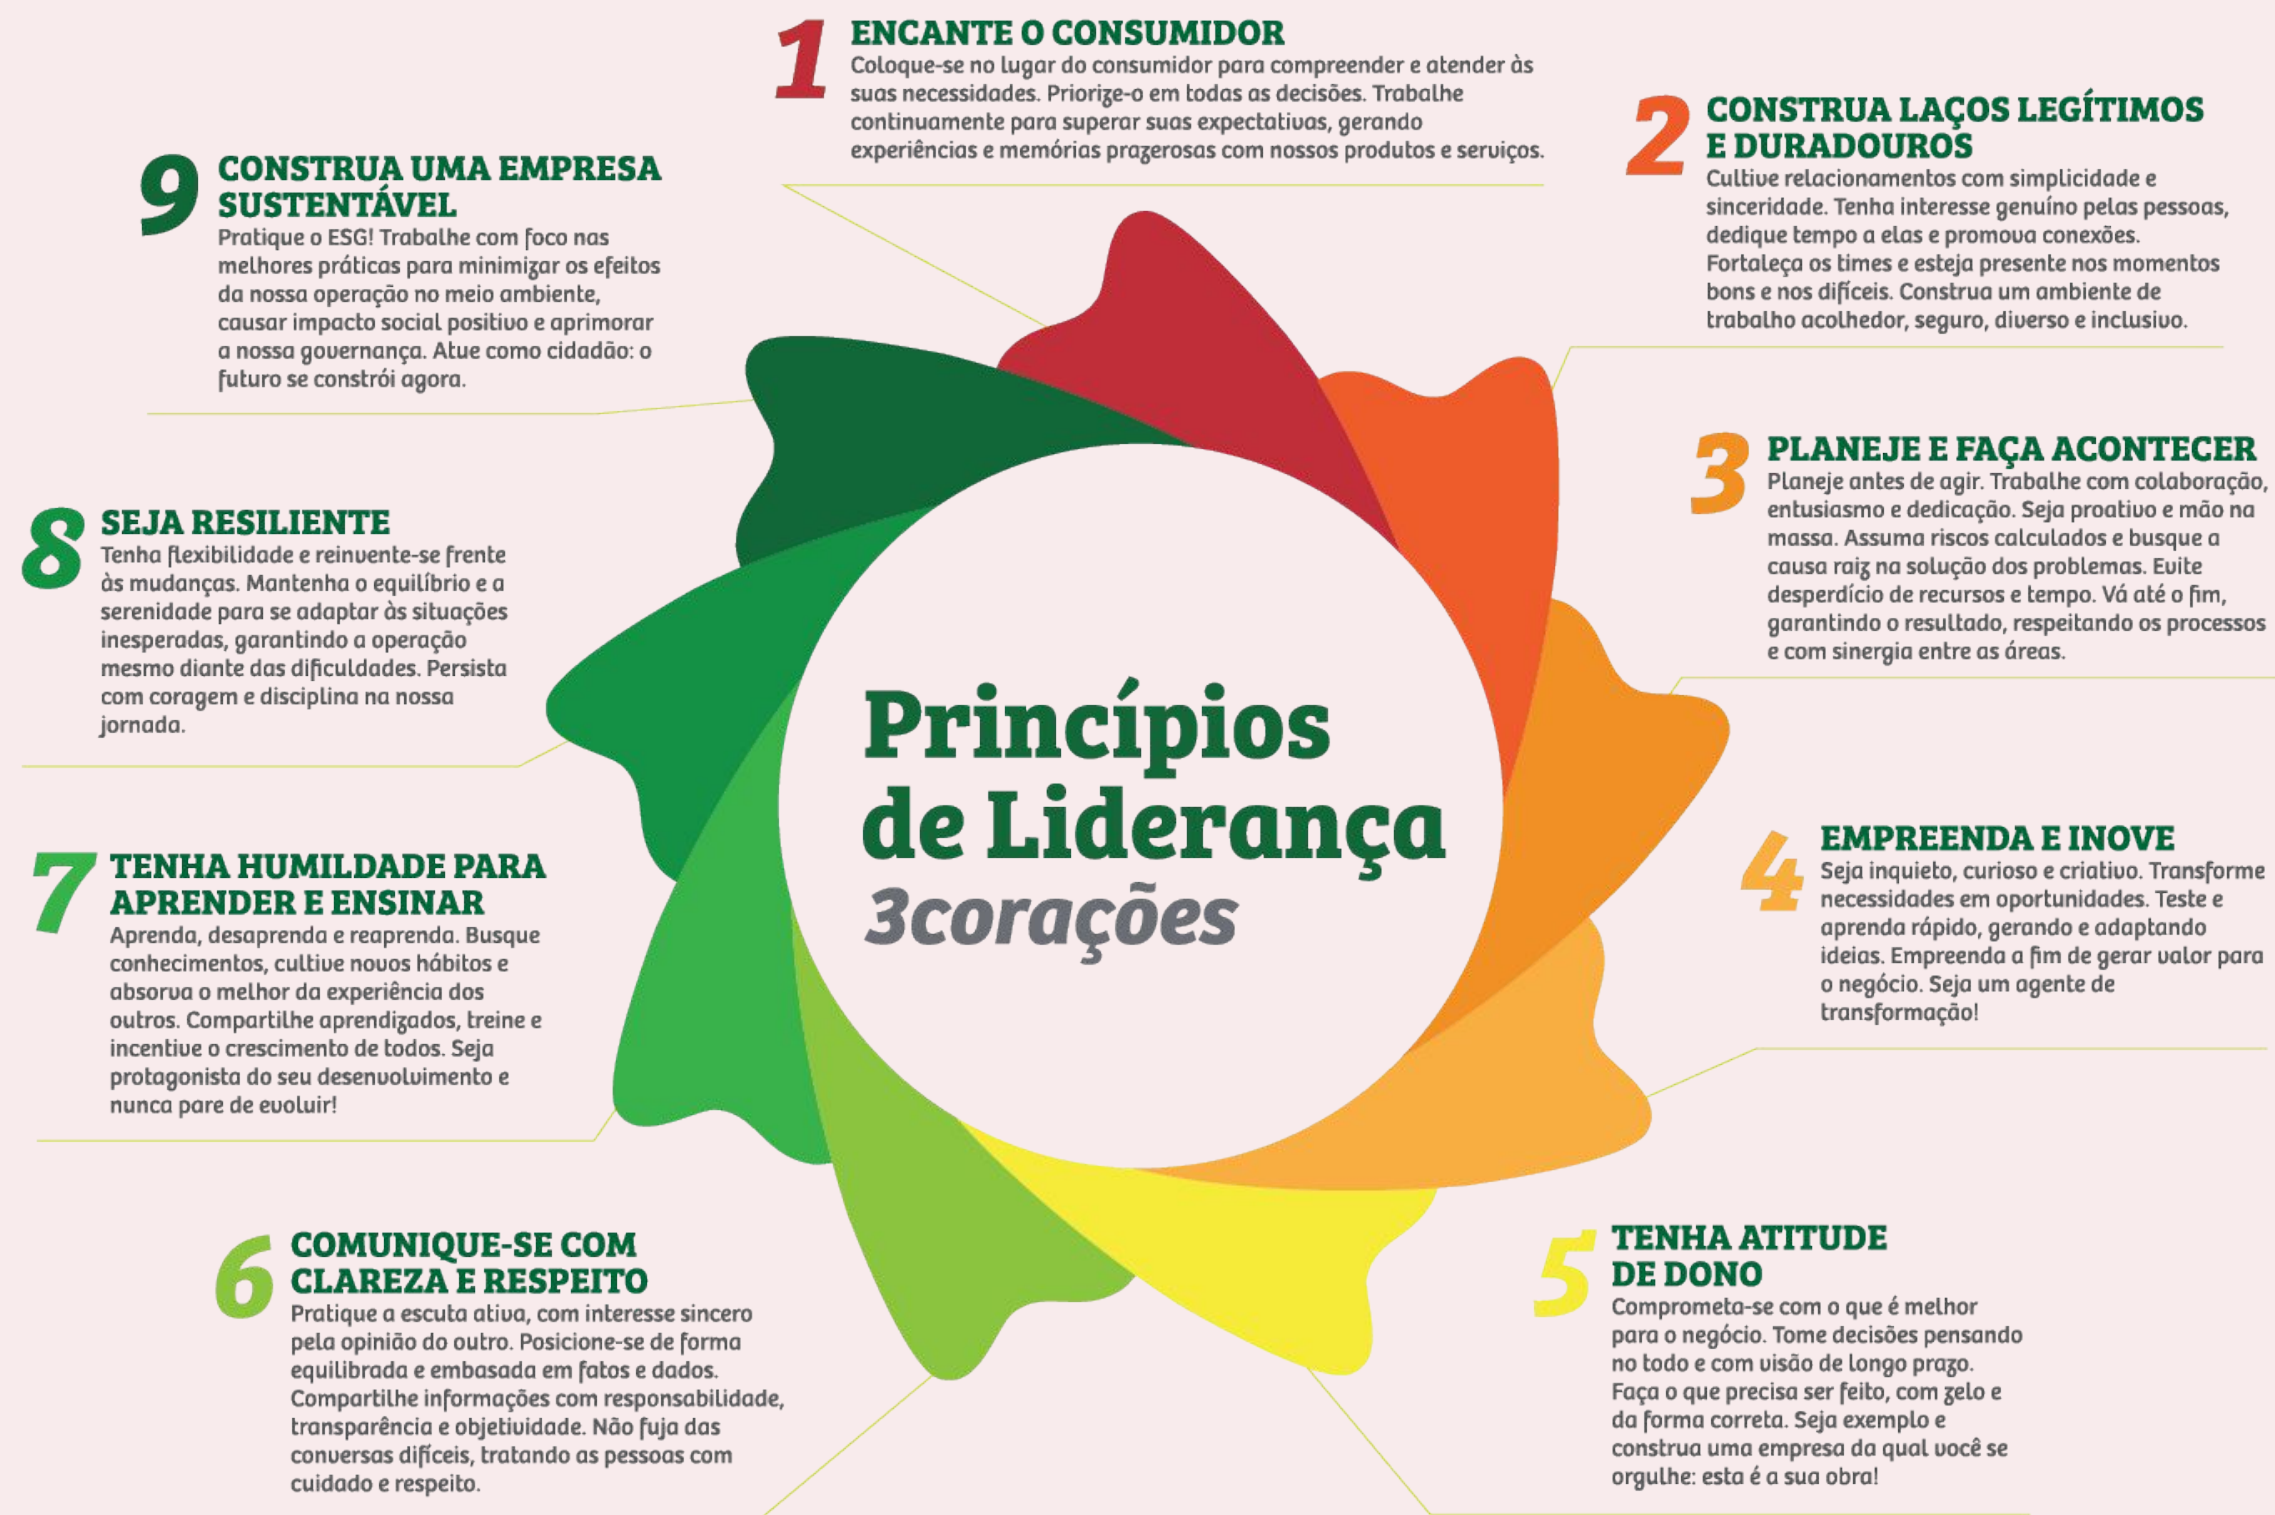 1
ENCANTE O CONSUMIDOR
Coloque-se no lugar do consumidor para compreender e atender às
suas necessidades. Priorize-o em todas as decisões. Trabalhe
continuamente para superar suas expectativas, gerando
experiências e memórias prazerosas com nossos produtos e serviços.
2
CONSTRUA LAÇOS LEGÍTIMOS
E DURADOUROS
Cultive relacionamentos com simplicidade e
sinceridade. Tenha interesse genuíno pelas pessoas,
dedique tempo a elas e promova conexões.
Fortaleça os times e esteja presente nos momentos
bons e nos difíceis. Construa um ambiente de
trabalho acolhedor, seguro, diverso e inclusivo.
3
PLANEJE E FAÇA ACONTECER
Planeje antes de agir. Trabalhe com colaboração,
entusiasmo e dedicação. Seja proativo e mão na
massa. Assuma riscos calculados e busque a
causa raiz na solução dos problemas. Evite
desperdício de recursos e tempo. Vá até o fim,
garantindo o resultado, respeitando os processos
e com sinergia entre as áreas.
4
EMPREENDA E INOVE
Seja inquieto, curioso e criativo. Transforme
necessidades em oportunidades. Teste e
aprenda rápido, gerando e adaptando
ideias. Empreenda a fim de gerar valor para
o negócio. Seja um agente de
transformação!
5
TENHA ATITUDE
DE DONO
Comprometa-se com o que é melhor
para o negócio. Tome decisões pensando
no todo e com visão de longo prazo.
Faça o que precisa ser feito, com zelo e
da forma correta. Seja exemplo e
construa uma empresa da qual você se
orgulhe: esta é a sua obra!
6
COMUNIQUE-SE COM
CLAREZA E RESPEITO
Pratique a escuta ativa, com interesse sincero
pela opinião do outro. Posicione-se de forma
equilibrada e embasada em fatos e dados.
Compartilhe informações com responsabilidade,
transparência e objetividade. Não fuja das
conversas difíceis, tratando as pessoas com
cuidado e respeito.
7
TENHA HUMILDADE PARA
APRENDER E ENSINAR
Aprenda, desaprenda e reaprenda. Busque
conhecimentos, cultive novos hábitos e
absorva o melhor da experiência dos
outros. Compartilhe aprendizados, treine e
incentive o crescimento de todos. Seja
protagonista do seu desenvolvimento e
nunca pare de evoluir!
8
SEJA RESILIENTE
Tenha flexibilidade e reinvente-se frente
às mudanças. Mantenha o equilíbrio e a
serenidade para se adaptar às situações
inesperadas, garantindo a operação
mesmo diante das dificuldades. Persista
com coragem e disciplina na nossa
jornada.
9
CONSTRUA UMA EMPRESA
SUSTENTÁVEL
Pratique o ESG! Trabalhe com foco nas
melhores práticas para minimizar os efeitos
da nossa operação no meio ambiente,
causar impacto social positivo e aprimorar
a nossa governança. Atue como cidadão: o
futuro se constrói agora.
Princípios
de Liderança
3corações